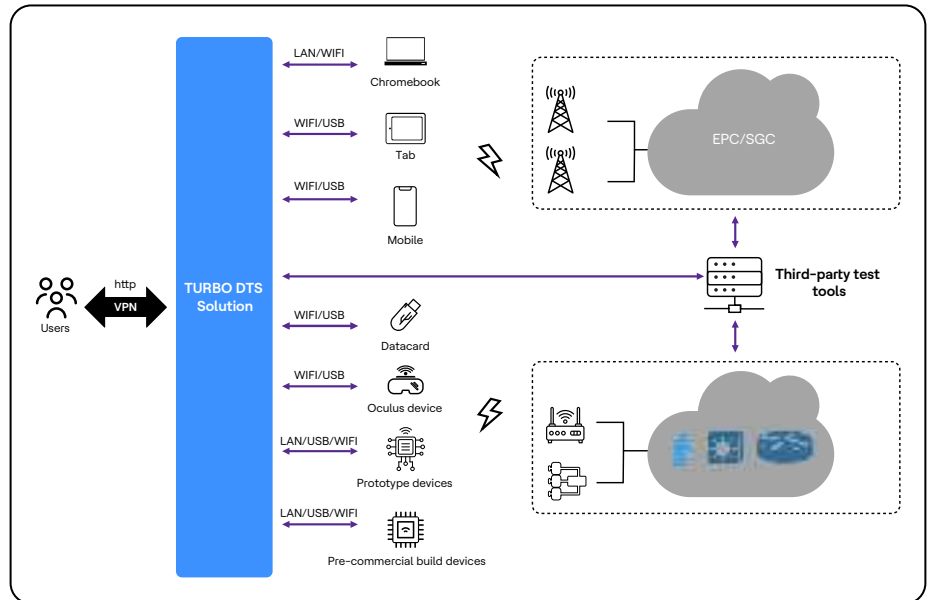 LAN/WIFI
Chromebook
WIFI/USB
Tab
WIFI/USB
Mobile
EPC/SGC
http
VPN
Users
TURBO DTS
Solution
Third-party test
tools
WIFI/USB
Datacard
WIFI/USB
Oculus device
LAN/USB/WIFI
Prototype devices
LAN/USB/WIFI
Pre-commercial build devices